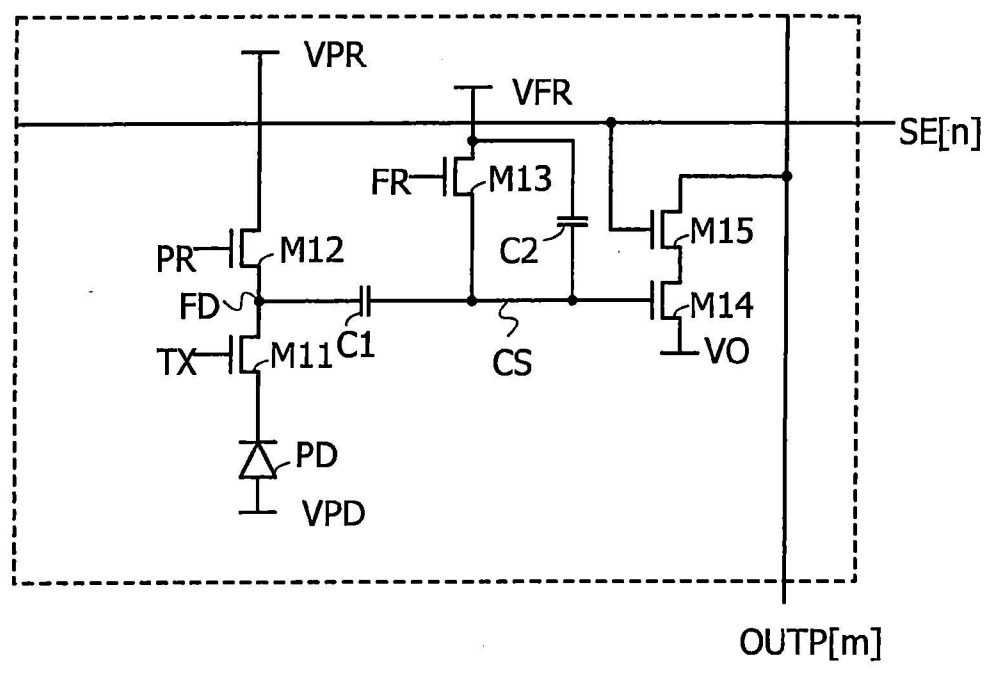 VPR
VFR
SE[n]
FR
M13
PR
M12
C2
M15
FD
M14
TX
M11
C1
CS
VO
PD
VPD
OUTP[m]